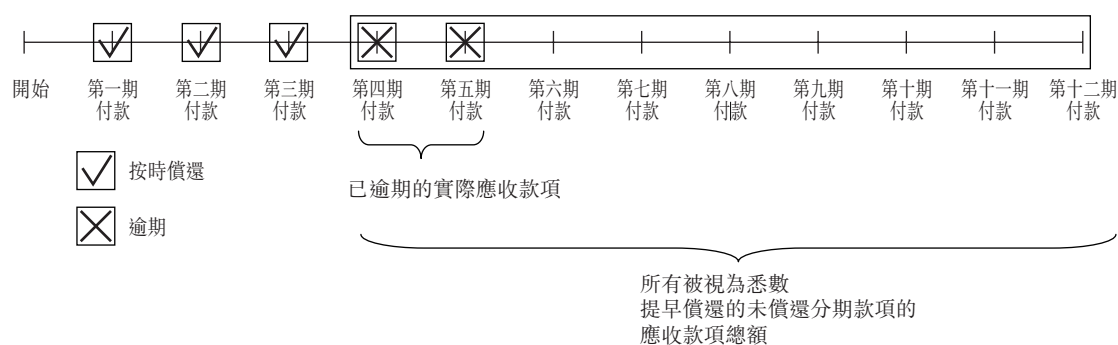 開始
第一期
付款
第二期
付款
第三期
付款
第四期
付款
第五期
付款
第六期
付款
第七期
付款
第八期
付款
第九期
付款
第十期
付款
第十一期
付款
第十二期
付款
按時償還
逾期
已逾期的實際應收款項
所有被視為悉數
提早償還的未償還分期款項的
應收款項總額